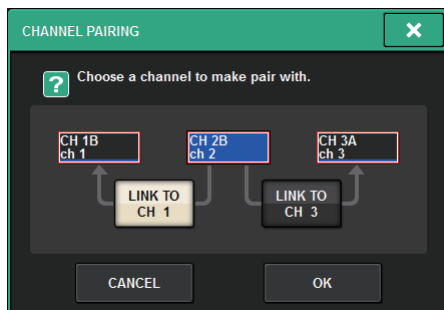 CHANNEL PAIRING
?
Choose a channel to make pair with.
CH 1B
ch 1
CH 2B
ch 2
CH 3A
ch 3
LINK TO
CH 1
LINK TO
CH 3
CANCEL
OK